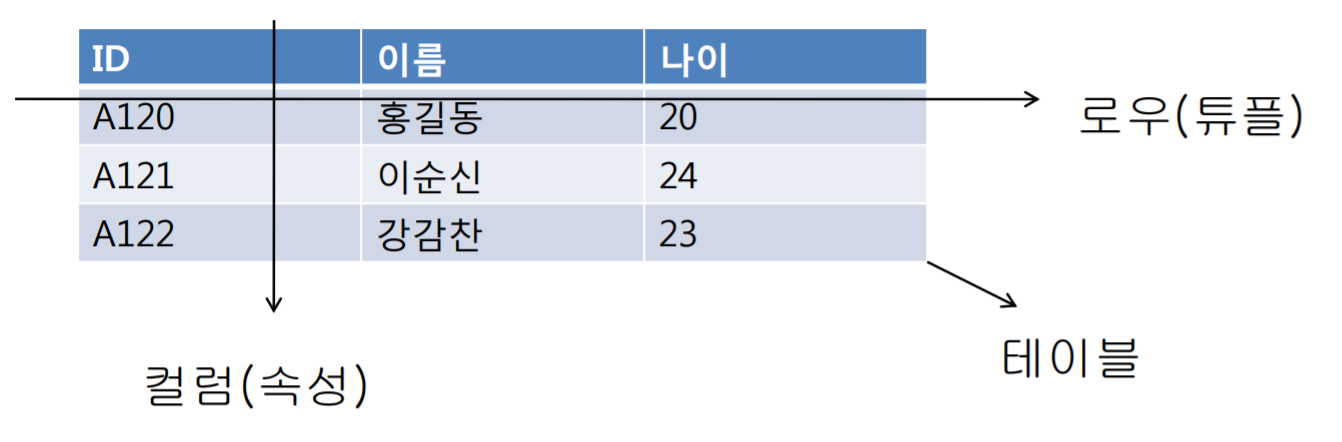 ID 이름 나이
A120 홍길동 20
로우(튜플)
A121 이순신 24
A122 강감찬 23
테이블
컬럼(속성)